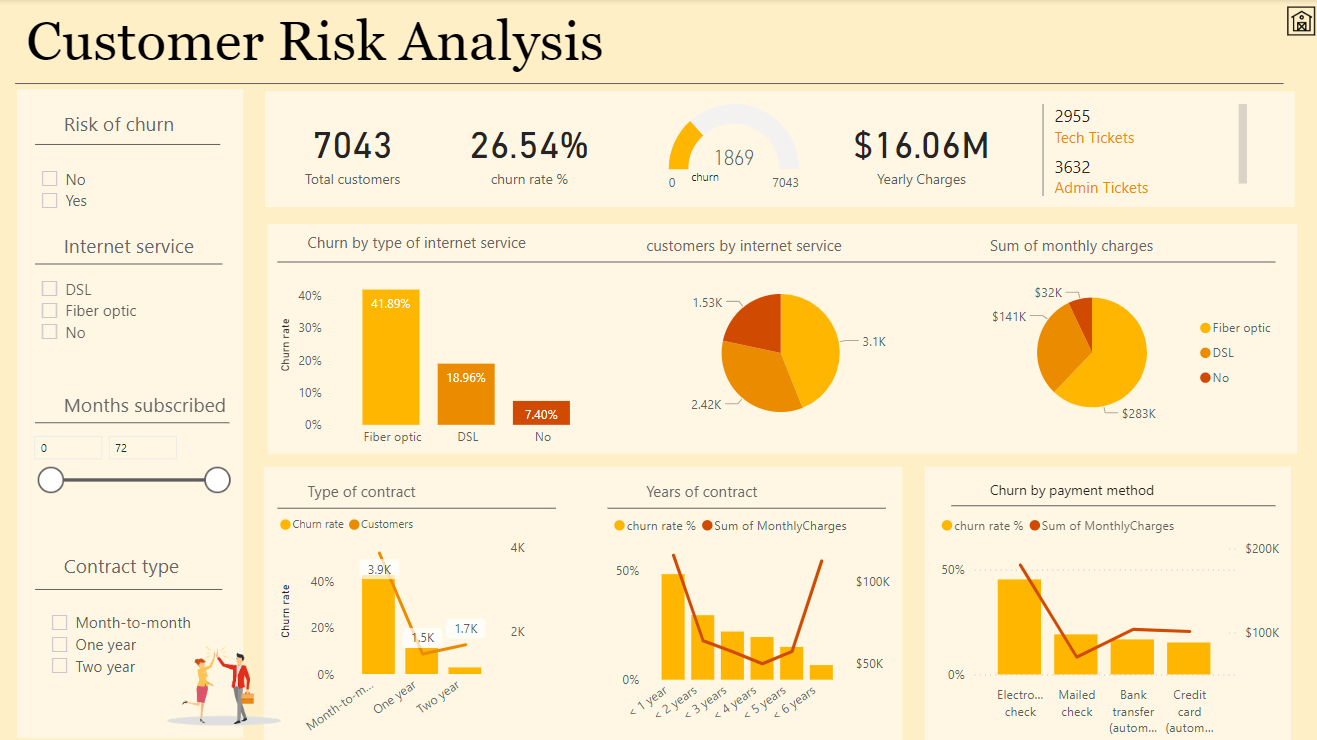 Customer Risk Analysis
Risk of churn
No
Yes
Internet service
DSL
Fiber optic
No
Months subscribed
0
72
Contract type
Month-to-month
One year
Two year
7043
Total customers
26.54%
churn rate %
1869
churn
0
7043
$16.06M
Yearly Charges
2955
Tech Tickets
3632
Admin Tickets
Churn by type of internet service
Churn rate
40%
30%
20%
10%
0%
41.89%
18.96%
7.40%
Fiber optic
DSL
No
customers by internet service
1.53K
3.1K
2.42K
Sum of monthly charges
$32K
$141K
$283K
Fiber optic
DSL
No
Type of contract
Churn rate
Customers
Churn rate
40%
20%
0%
4K
2K
3.9K
1.5K
1.7K
Month-to-m...
One year
Two year
Years of contract
churn rate %
Sum of MonthlyCharges
50%
0%
$100K
$50K
< 1 year
< 2 years
< 3 years
< 4 years
< 5 years
< 6 years
Churn by payment method
churn rate %
Sum of MonthlyCharges
50%
0%
$200K
$100K
Electro...
check
Mailed
check
Bank
transfer
(autom...
Credit
card
(autom...